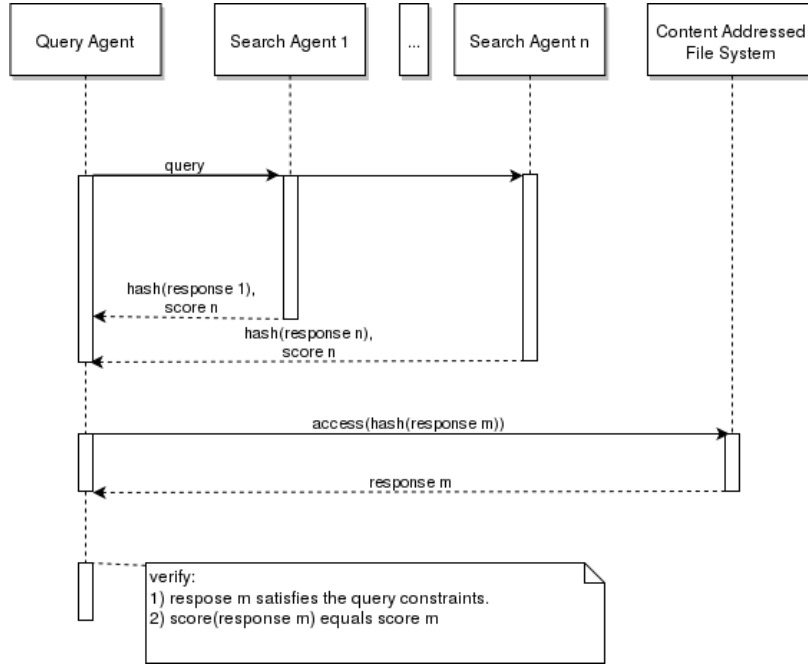 Query Agent
Search Agent 1
...
Search Agent n
Content Addressed
File System
query
hash(response 1),
score n
hash(response n),
score n
access(hash(response m))
response m
verify:
1) respose m satisfies the query constraints.
2) score(response m) equals score m